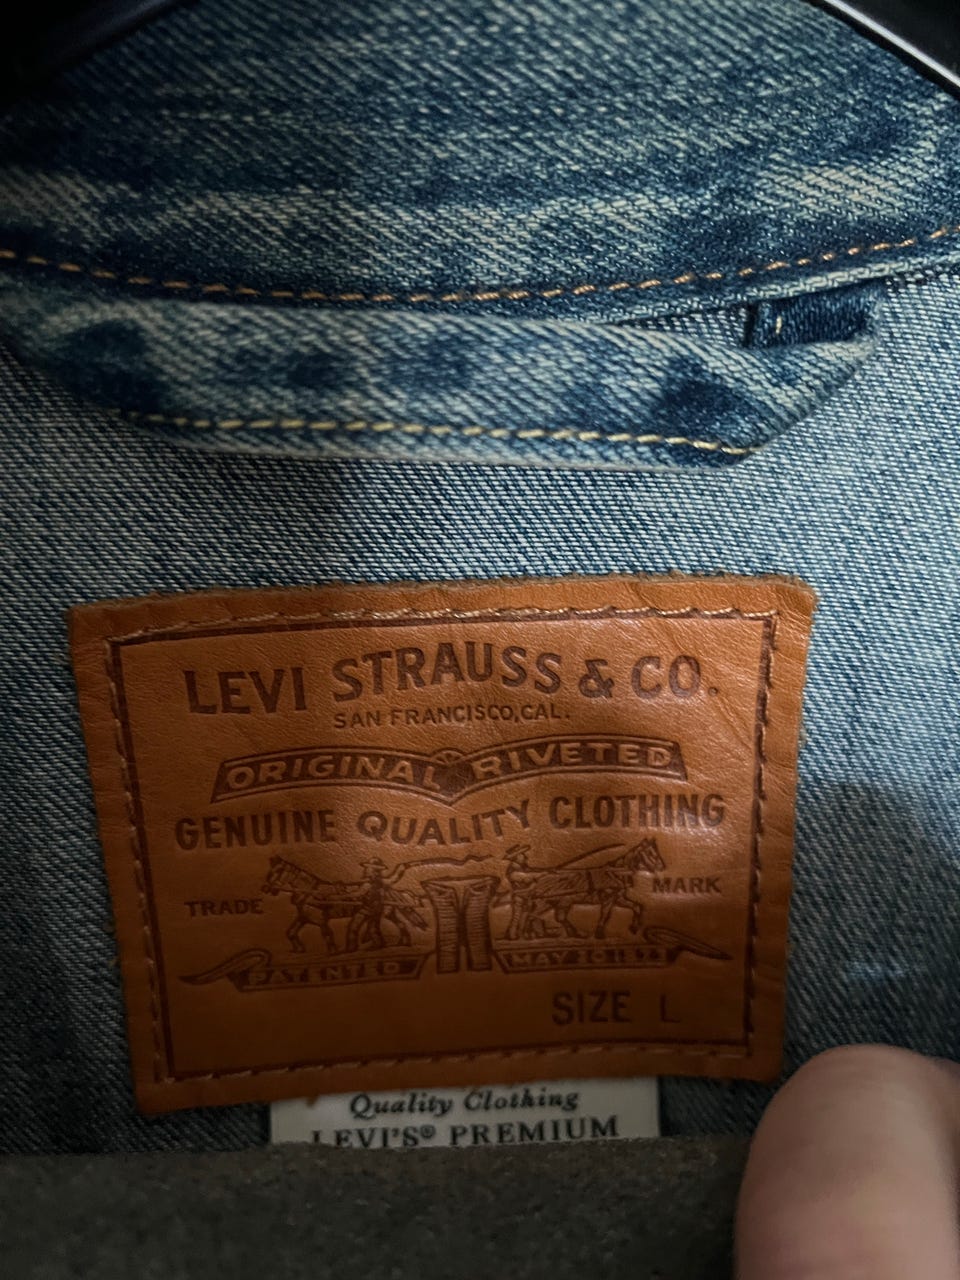 LEVI STRAUSS & CO.
SAN FRANCISCO, CAL.
ORIGINAL RIVETED
GENUINE QUALITY CLOTHING
TRADE MARK
PATENTED MAY 20 1873
SIZE L
Quality Clothing
LEVI'S® PREMIUM